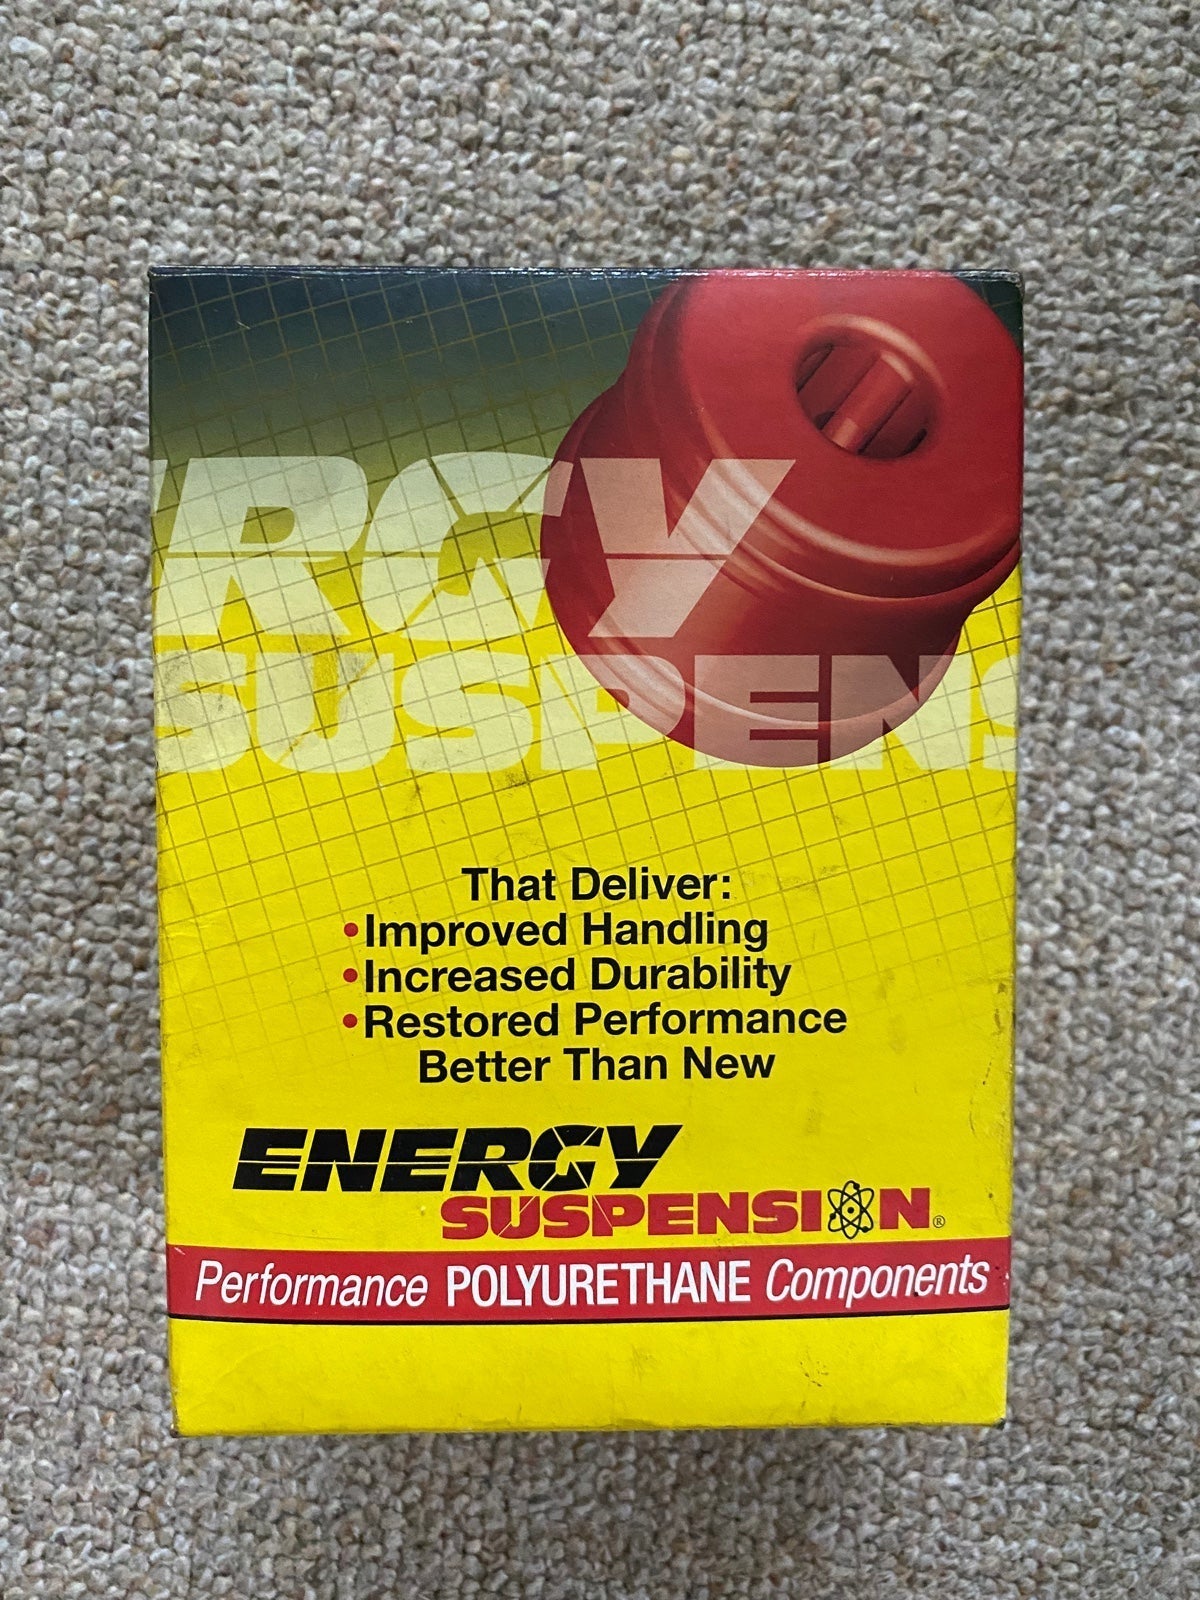 RGY
SUSPENS
That Deliver:
•Improved Handling
•Increased Durability
•Restored Performance
Better Than New
ENERGY
SUSPENSION®
Performance POLYURETHANE Components